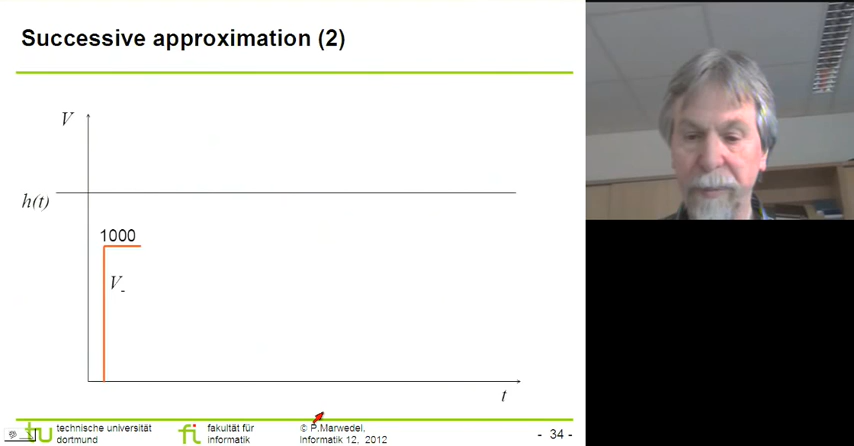 Successive approximation (2)
V
h(t)
1000
V-
t
technische universität
dortmund
fakultät für
informatik
© P.Marwedel,
Informatik 12, 2012
- 34 -